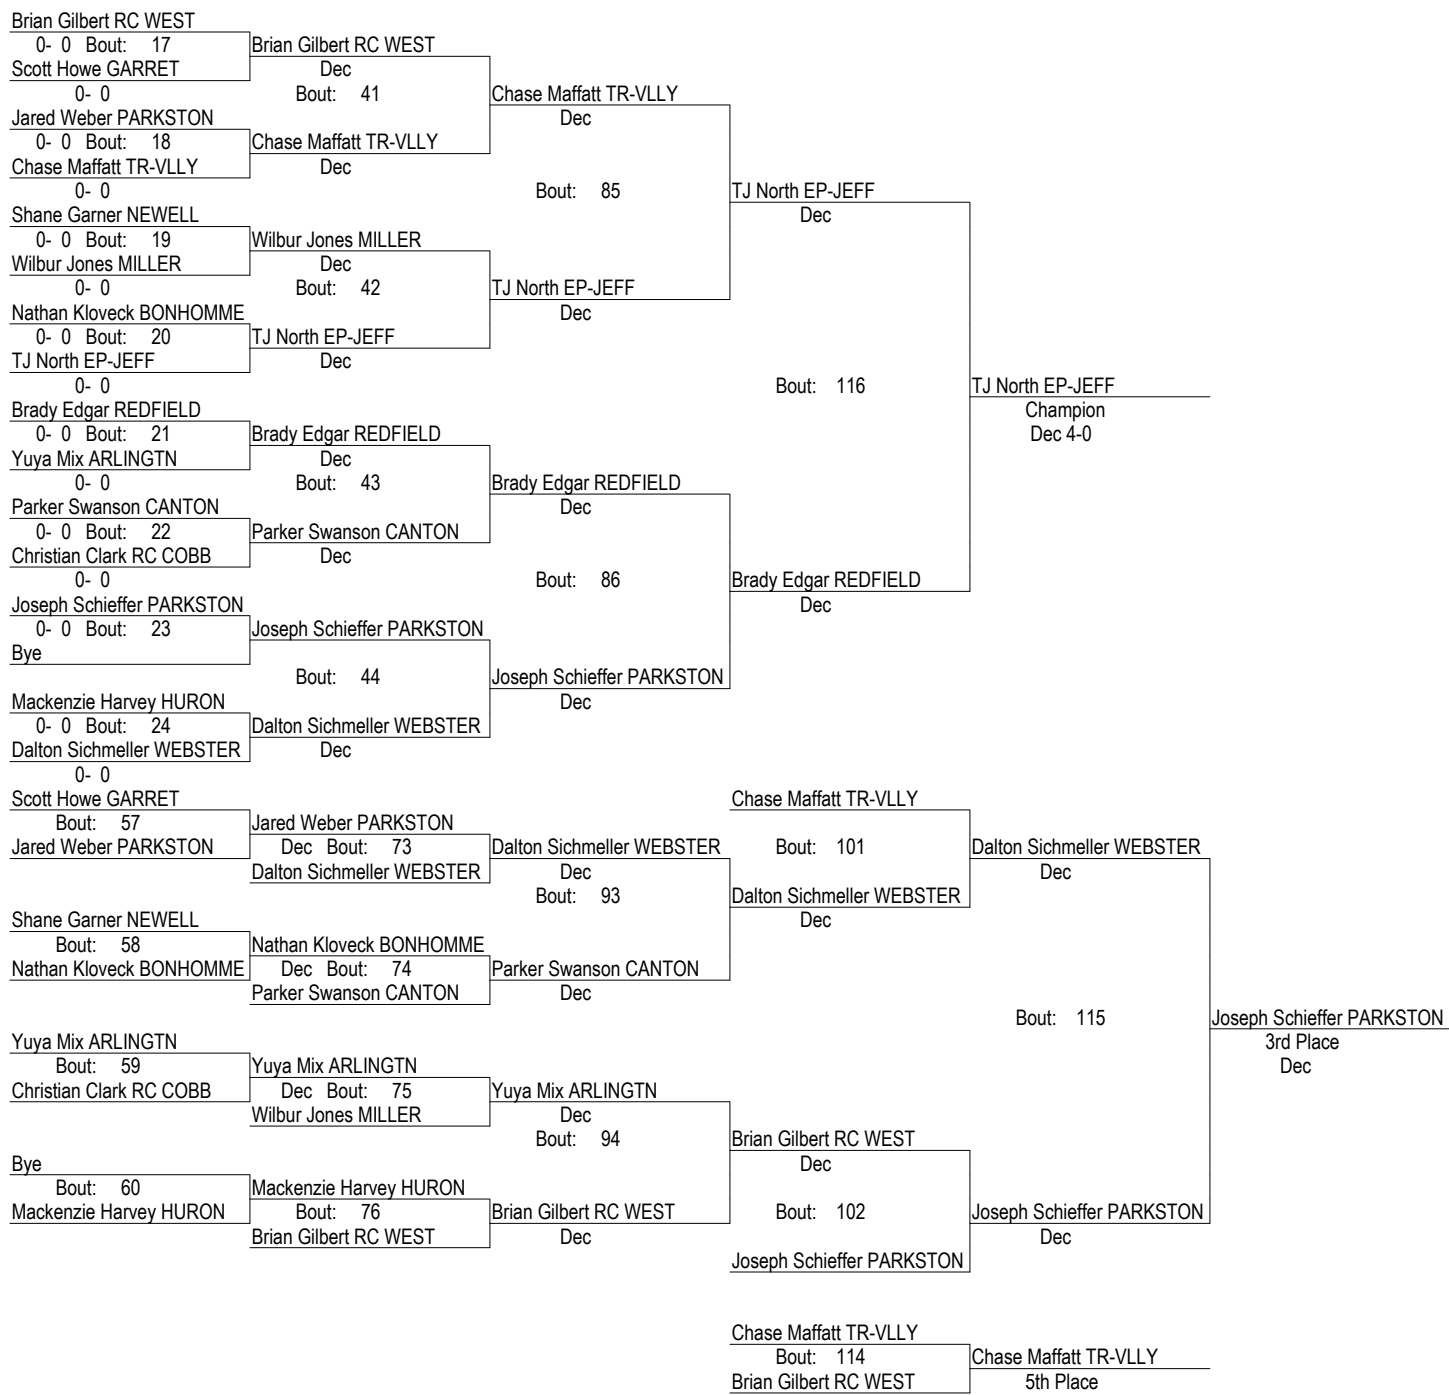 Brian Gilbert RC WEST
0- 0 Bout: 17 Brian Gilbert RC WEST
Scott Howe GARRET Dec
0- 0 Bout: 41 Chase Maffatt TR-VLLY
Jared Weber PARKSTON Dec
0- 0 Bout: 18 Chase Maffatt TR-VLLY
Chase Maffatt TR-VLLY Dec
0- 0 Bout: 85 TJ North EP-JEFF
Shane Garner NEWELL Dec
0- 0 Bout: 19 Wilbur Jones MILLER
Wilbur Jones MILLER Dec
0- 0 Bout: 42 TJ North EP-JEFF
Nathan Kloveck BONHOMME Dec
0- 0 Bout: 20 TJ North EP-JEFF
TJ North EP-JEFF Dec
0- 0 Bout: 116 TJ North EP-JEFF
Brady Edgar REDFIELD Champion
0- 0 Bout: 21 Brady Edgar REDFIELD Dec 4-0
Yuya Mix ARLINGTN Dec
0- 0 Bout: 43 Brady Edgar REDFIELD
Parker Swanson CANTON Dec
0- 0 Bout: 22 Parker Swanson CANTON
Christian Clark RC COBB Dec
0- 0 Bout: 86 Brady Edgar REDFIELD
Joseph Schieffer PARKSTON Dec
0- 0 Bout: 23 Joseph Schieffer PARKSTON
Bye
Bout: 44 Joseph Schieffer PARKSTON
Mackenzie Harvey HURON Dec
0- 0 Bout: 24 Dalton Sichmeller WEBSTER
Dalton Sichmeller WEBSTER Dec
0- 0
Scott Howe GARRET Chase Maffatt TR-VLLY
Bout: 57 Jared Weber PARKSTON
Jared Weber PARKSTON Dec Bout: 73 Dalton Sichmeller WEBSTER Bout: 101 Dalton Sichmeller WEBSTER
Dalton Sichmeller WEBSTER Dec Dec
Bout: 93 Dalton Sichmeller WEBSTER
Shane Garner NEWELL Dec
Bout: 58 Nathan Kloveck BONHOMME
Nathan Kloveck BONHOMME Dec Bout: 74 Parker Swanson CANTON
Parker Swanson CANTON Dec
Bout: 115 Joseph Schieffer PARKSTON
Yuya Mix ARLINGTN 3rd Place
Bout: 59 Yuya Mix ARLINGTN Dec
Christian Clark RC COBB Dec Bout: 75 Yuya Mix ARLINGTN
Wilbur Jones MILLER Dec
Bout: 94 Brian Gilbert RC WEST
Bye Dec
Bout: 60 Mackenzie Harvey HURON
Mackenzie Harvey HURON Bout: 76 Brian Gilbert RC WEST Bout: 102 Joseph Schieffer PARKSTON
Brian Gilbert RC WEST Dec Dec
Joseph Schieffer PARKSTON
Chase Maffatt TR-VLLY
Bout: 114 Chase Maffatt TR-VLLY
Brian Gilbert RC WEST 5th Place